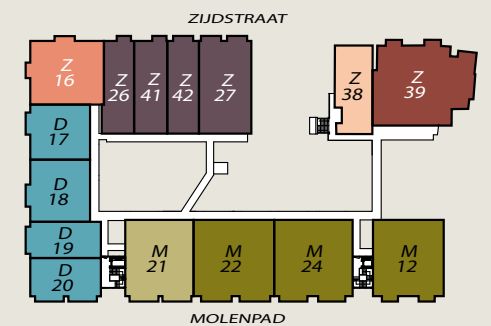 ZIJDSTRAAT
Z
16
Z
26
Z
41
Z
42
Z
27
Z
38
Z
39
D
17
D
18
D
19
D
20
M
21
M
22
M
24
M
12
MOLENPAD